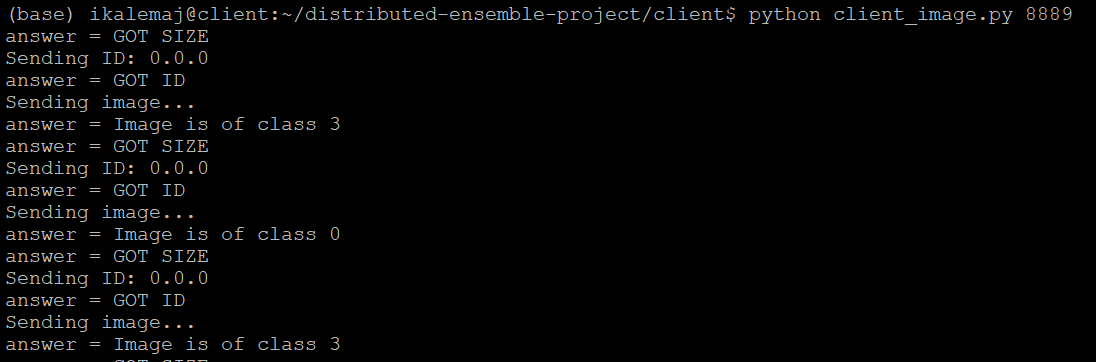 (base) ikalemaj@client:~/distributed-ensemble-project/client$ python client_image.py 8889
answer = GOT SIZE
Sending ID: 0.0.0
answer = GOT ID
Sending image...
answer = Image is of class 3
answer = GOT SIZE
Sending ID: 0.0.0
answer = GOT ID
Sending image...
answer = Image is of class 0
answer = GOT SIZE
Sending ID: 0.0.0
answer = GOT ID
Sending image...
answer = Image is of class 3